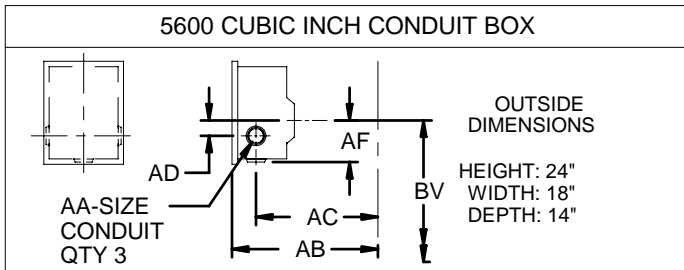 5600 CUBIC INCH CONDUIT BOX
OUTSIDE
DIMENSIONS
AF
AD
HEIGHT: 24"
WIDTH: 18"
DEPTH: 14"
BV
AA-SIZE
CONDUIT
QTY 3
AC
AB